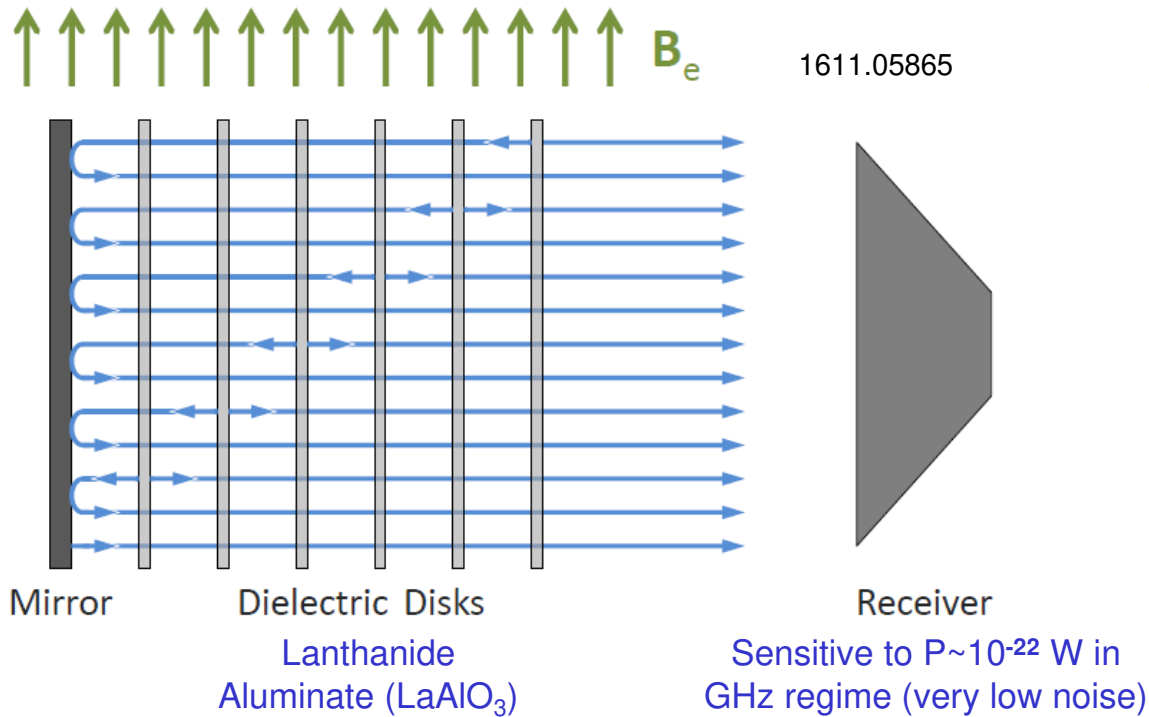 B_e
1611.05865
Mirror
Dielectric Disks
Receiver
Lanthanide
Aluminate (LaAlO₃)
Sensitive to P~10⁻²² W in
GHz regime (very low noise)